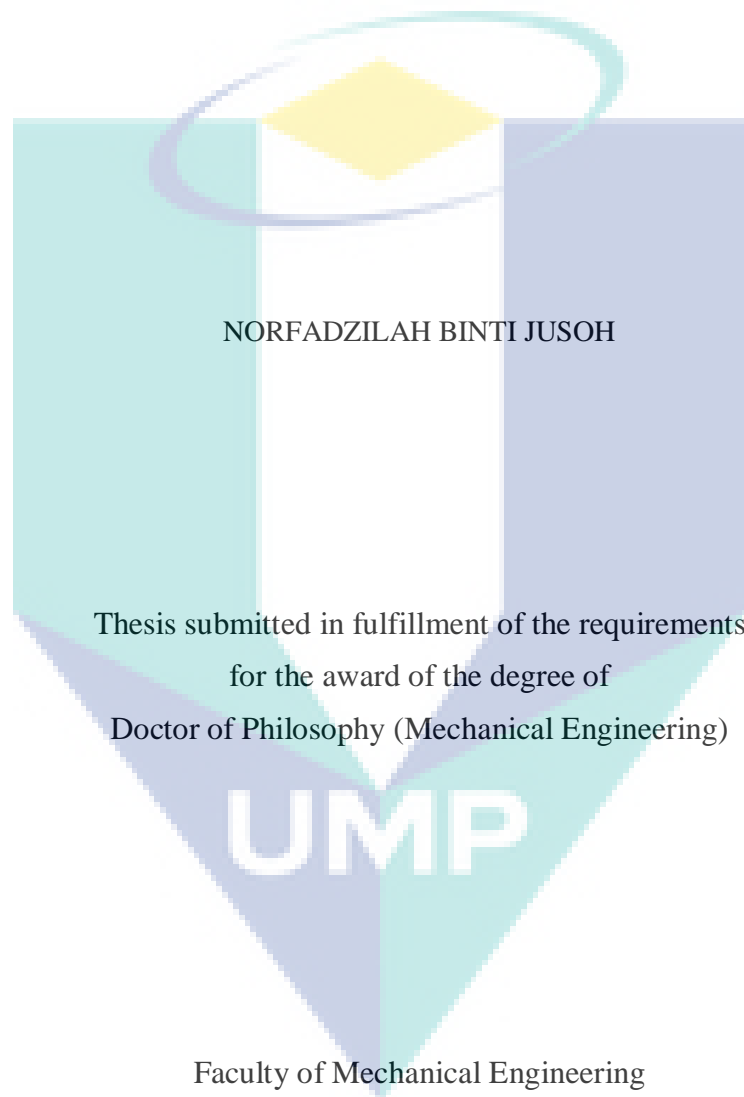 NORFADZILAH BINTI JUSOH
Thesis submitted in fulfillment of the requirements
for the award of the degree of
Doctor of Philosophy (Mechanical Engineering)
UMP
Faculty of Mechanical Engineering